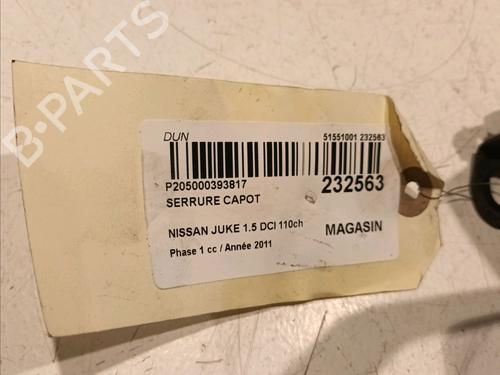 B-PARTS
DUN 51551001 232563
P205000393817 232563
SERRURE CAPOT
NISSAN JUKE 1.5 DCI 110ch MAGASIN
Phase 1 cc / Année 2011